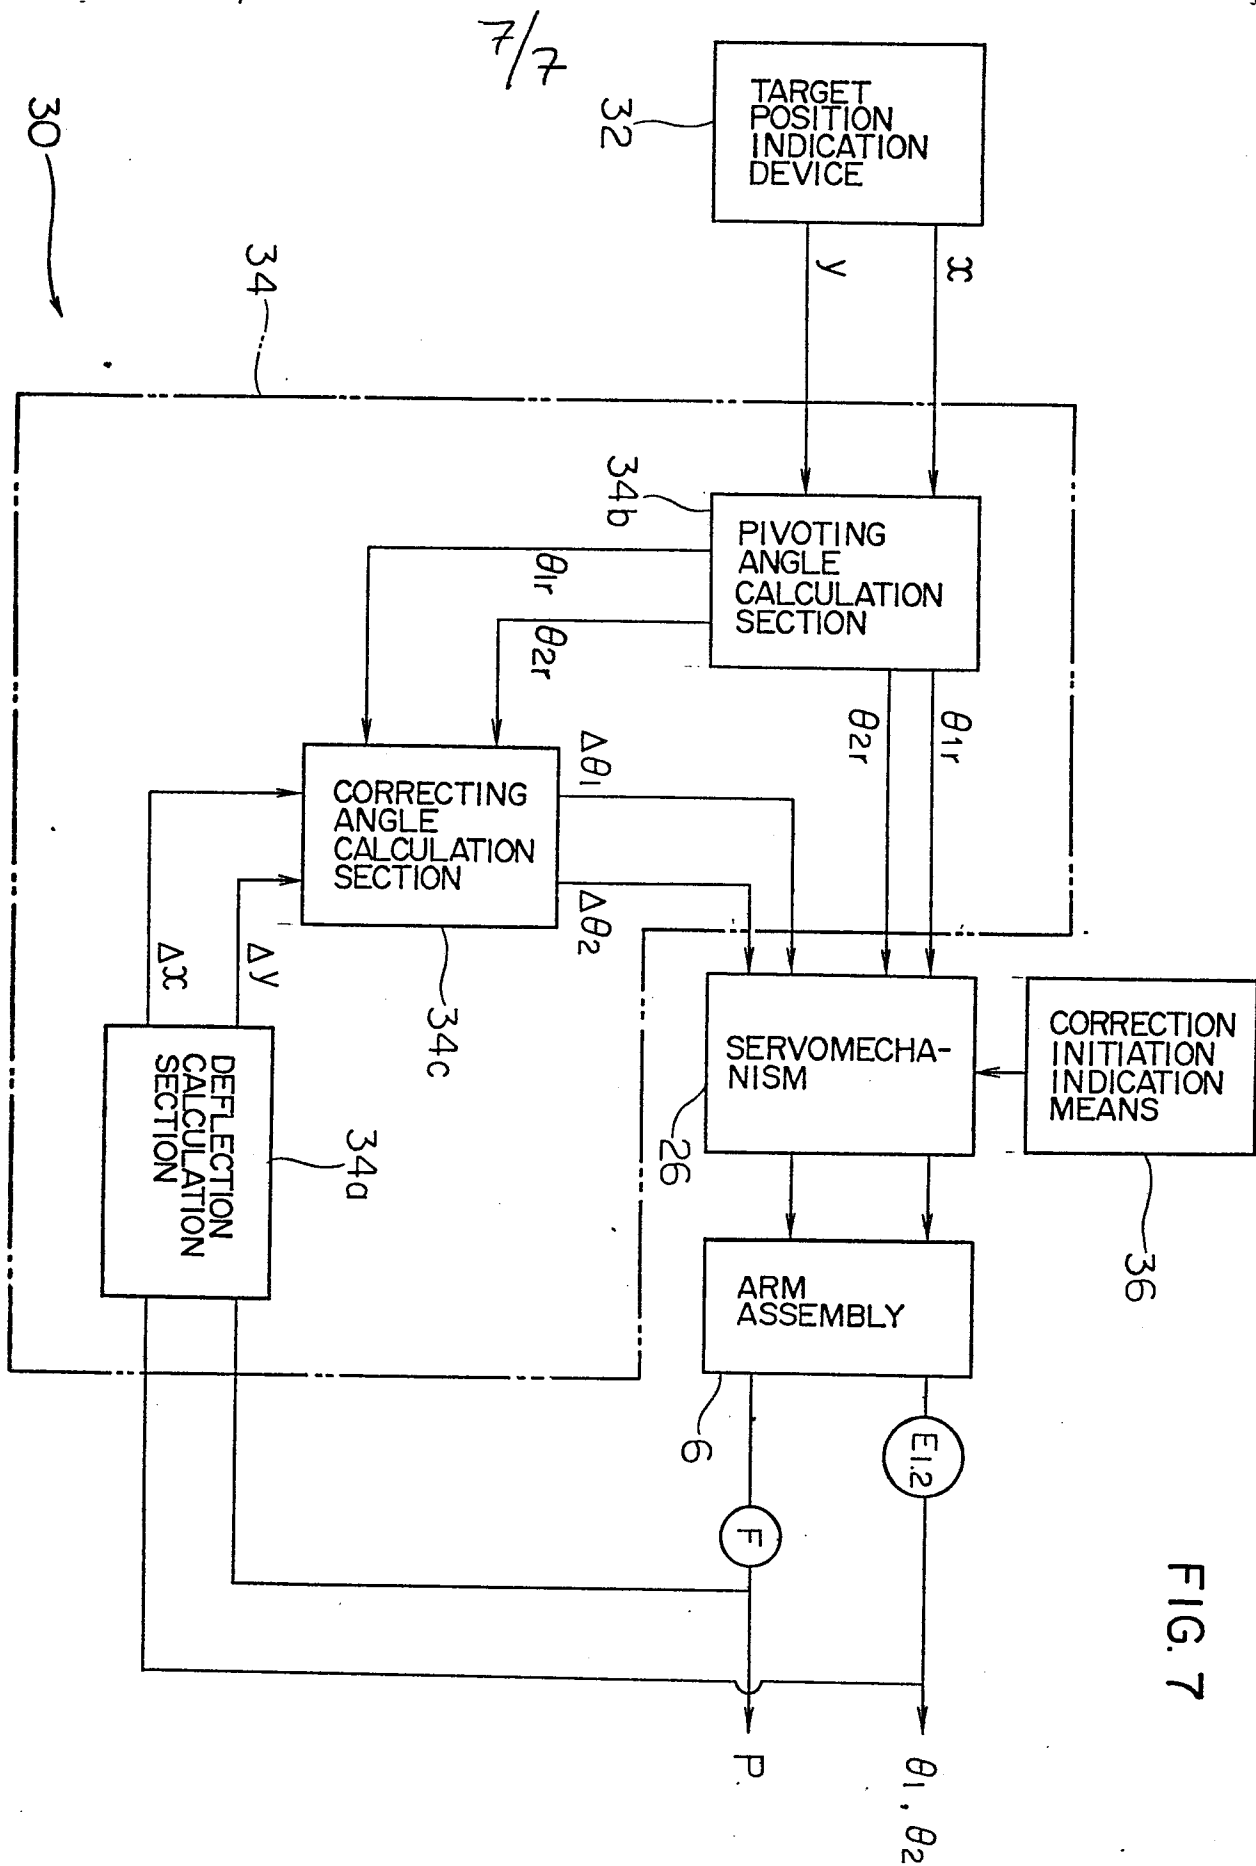 7/7
FIG. 7
30
32
TARGET
POSITION
INDICATION
DEVICE
x
y
34
34b
PIVOTING
ANGLE
CALCULATION
SECTION
θ1r
θ2r
θ1r
θ2r
CORRECTING
ANGLE
CALCULATION
SECTION
34c
Δθ1
Δθ2
Δx
Δy
DEFLECTION
CALCULATION
SECTION
34a
SERVOMECHA-
NISM
26
CORRECTION
INITIATION
INDICATION
MEANS
36
ARM
ASSEMBLY
6
E1.2
F
θ1, θ2
P